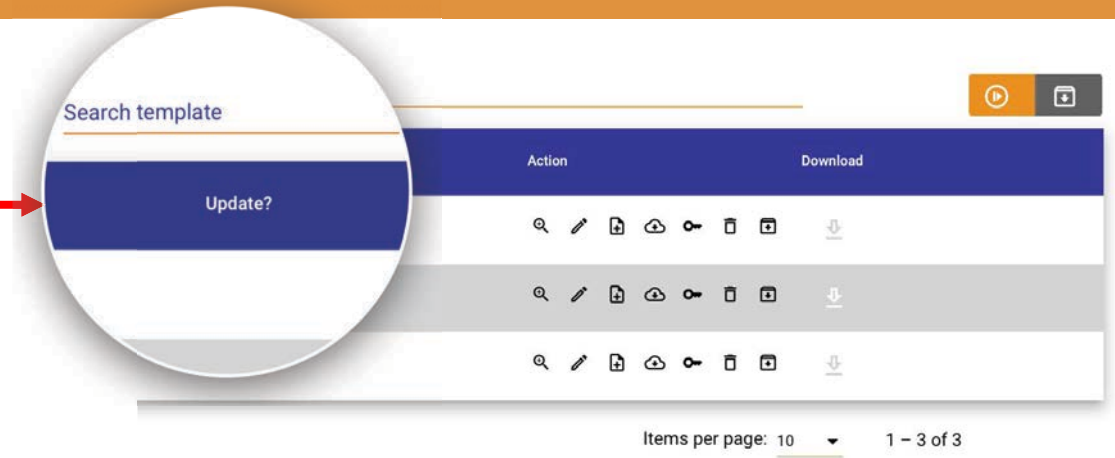 Search template
Update?
Action
Download
Items per page: 10
1 – 3 of 3